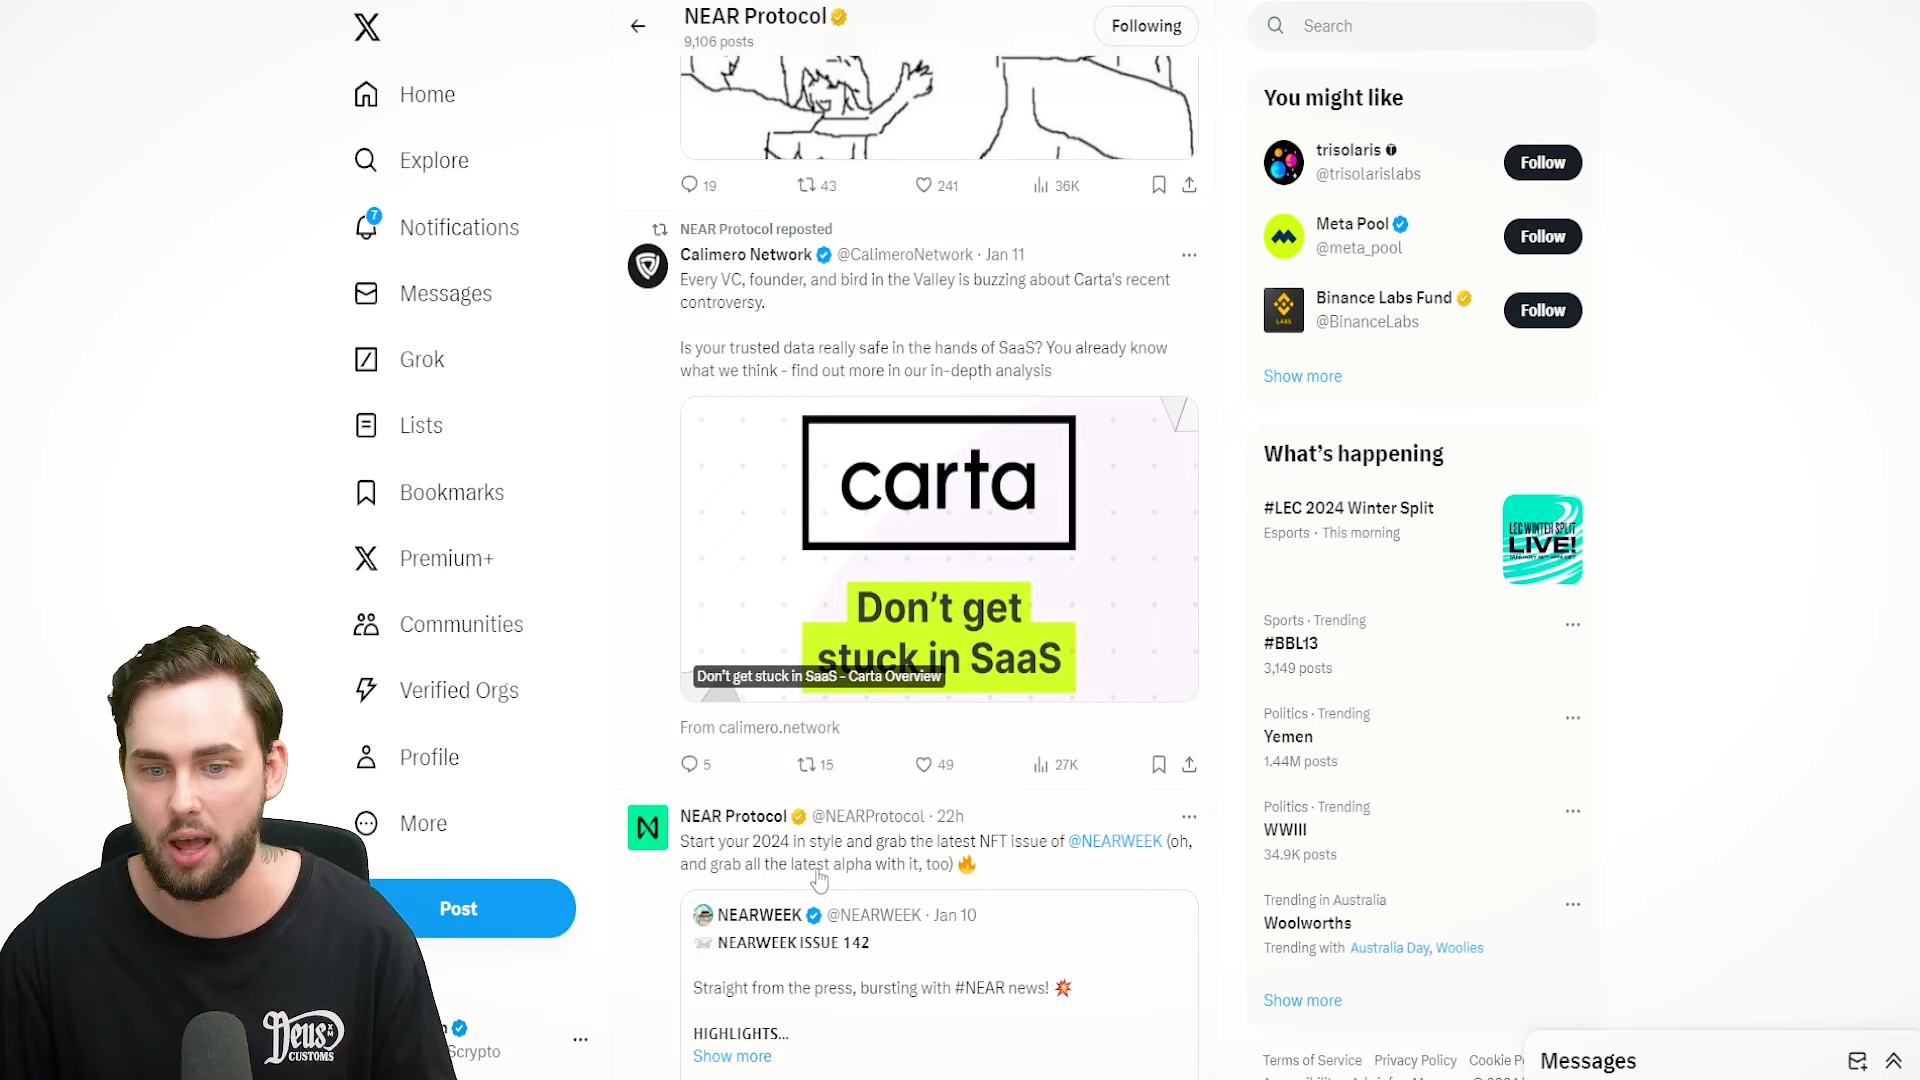 Home
Explore
7
Notifications
Messages
Grok
Lists
Bookmarks
Premium+
Communities
Verified Orgs
Profile
More
Post
Scrypto
Deus
CUSTOMS
NEAR Protocol
9,106 posts
Following
19 43 241 36K
NEAR Protocol reposted
Calimero Network @CalimeroNetwork · Jan 11
Every VC, founder, and bird in the Valley is buzzing about Carta's recent
controversy.
Is your trusted data really safe in the hands of SaaS? You already know
what we think - find out more in our in-depth analysis
carta
Don't get
stuck in SaaS
Don't get stuck in SaaS - Carta Overview
From calimero.network
5 15 49 27K
NEAR Protocol @NEARProtocol · 22h
Start your 2024 in style and grab the latest NFT issue of @NEARWEEK (oh,
and grab all the latest alpha with it, too) 🔥
NEARWEEK @NEARWEEK · Jan 10
📨 NEARWEEK ISSUE 142
Straight from the press, bursting with #NEAR news! 💥
HIGHLIGHTS...
Show more
Search
You might like
trisolaris
@trisolarislabs
Follow
Meta Pool
@meta_pool
Follow
LABS
Binance Labs Fund
@BinanceLabs
Follow
Show more
What's happening
#LEC 2024 Winter Split
Esports · This morning
LEC WINTER SPLIT
LIVE!
Sports · Trending
#BBL13
3,149 posts
Politics · Trending
Yemen
1.44M posts
Politics · Trending
WWIII
34.9K posts
Trending in Australia
Woolworths
Trending with Australia Day, Woolies
Show more
Terms of Service Privacy Policy Cookie
Messages